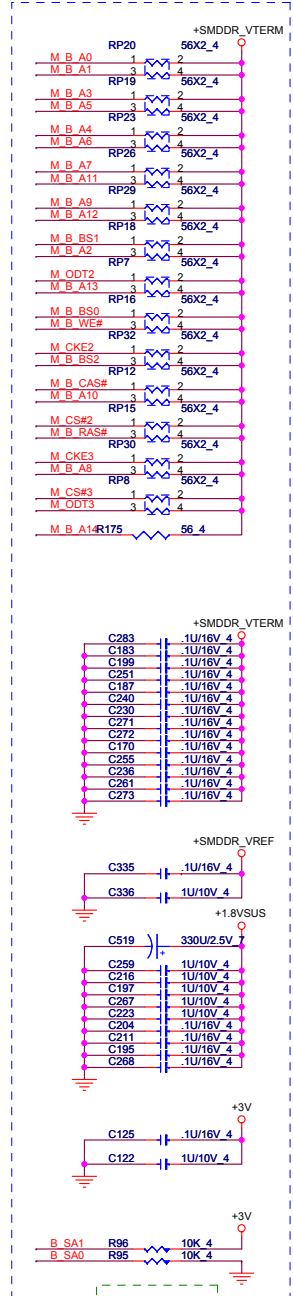 +SMDDR_VTERM
RP20 56X2_4
M_B_A0 1 2
M_B_A1 3 4
RP19 56X2_4
M_B_A3 1 2
M_B_A5 3 4
RP23 56X2_4
M_B_A4 1 2
M_B_A6 3 4
RP26 56X2_4
M_B_A7 1 2
M_B_A11 3 4
RP29 56X2_4
M_B_A9 1 2
M_B_A12 3 4
RP18 56X2_4
M_B_BS1 1 2
M_B_A2 3 4
RP7 56X2_4
M_ODT2 1 2
M_B_A13 3 4
RP16 56X2_4
M_B_BS0 1 2
M_B_WE# 3 4
RP32 56X2_4
M_CKE2 1 2
M_B_BS2 3 4
RP12 56X2_4
M_B_CAS# 1 2
M_B_A10 3 4
RP15 56X2_4
M_CS#2 1 2
M_B_RAS# 3 4
RP30 56X2_4
M_CKE3 1 2
M_B_A8 3 4
RP8 56X2_4
M_CS#3 1 2
M_ODT3 3 4
M_B_A14 R175 56_4
+SMDDR_VTERM
C283 .1U/16V_4
C183 .1U/16V_4
C199 .1U/16V_4
C251 .1U/16V_4
C187 .1U/16V_4
C240 .1U/16V_4
C230 .1U/16V_4
C271 .1U/16V_4
C272 .1U/16V_4
C170 .1U/16V_4
C255 .1U/16V_4
C236 .1U/16V_4
C261 .1U/16V_4
C273 .1U/16V_4
+SMDDR_VREF
C335 .1U/16V_4
C336 1U/10V_4
+1.8VSUS
C519 330U/2.5V_7
+
C259 1U/10V_4
C216 1U/10V_4
C197 1U/10V_4
C267 1U/10V_4
C223 1U/10V_4
C204 .1U/16V_4
C211 .1U/16V_4
C195 .1U/16V_4
C268 .1U/16V_4
+3V
C125 .1U/16V_4
C122 1U/10V_4
+3V
B_SA1 R96 10K_4
B_SA0 R95 10K_4